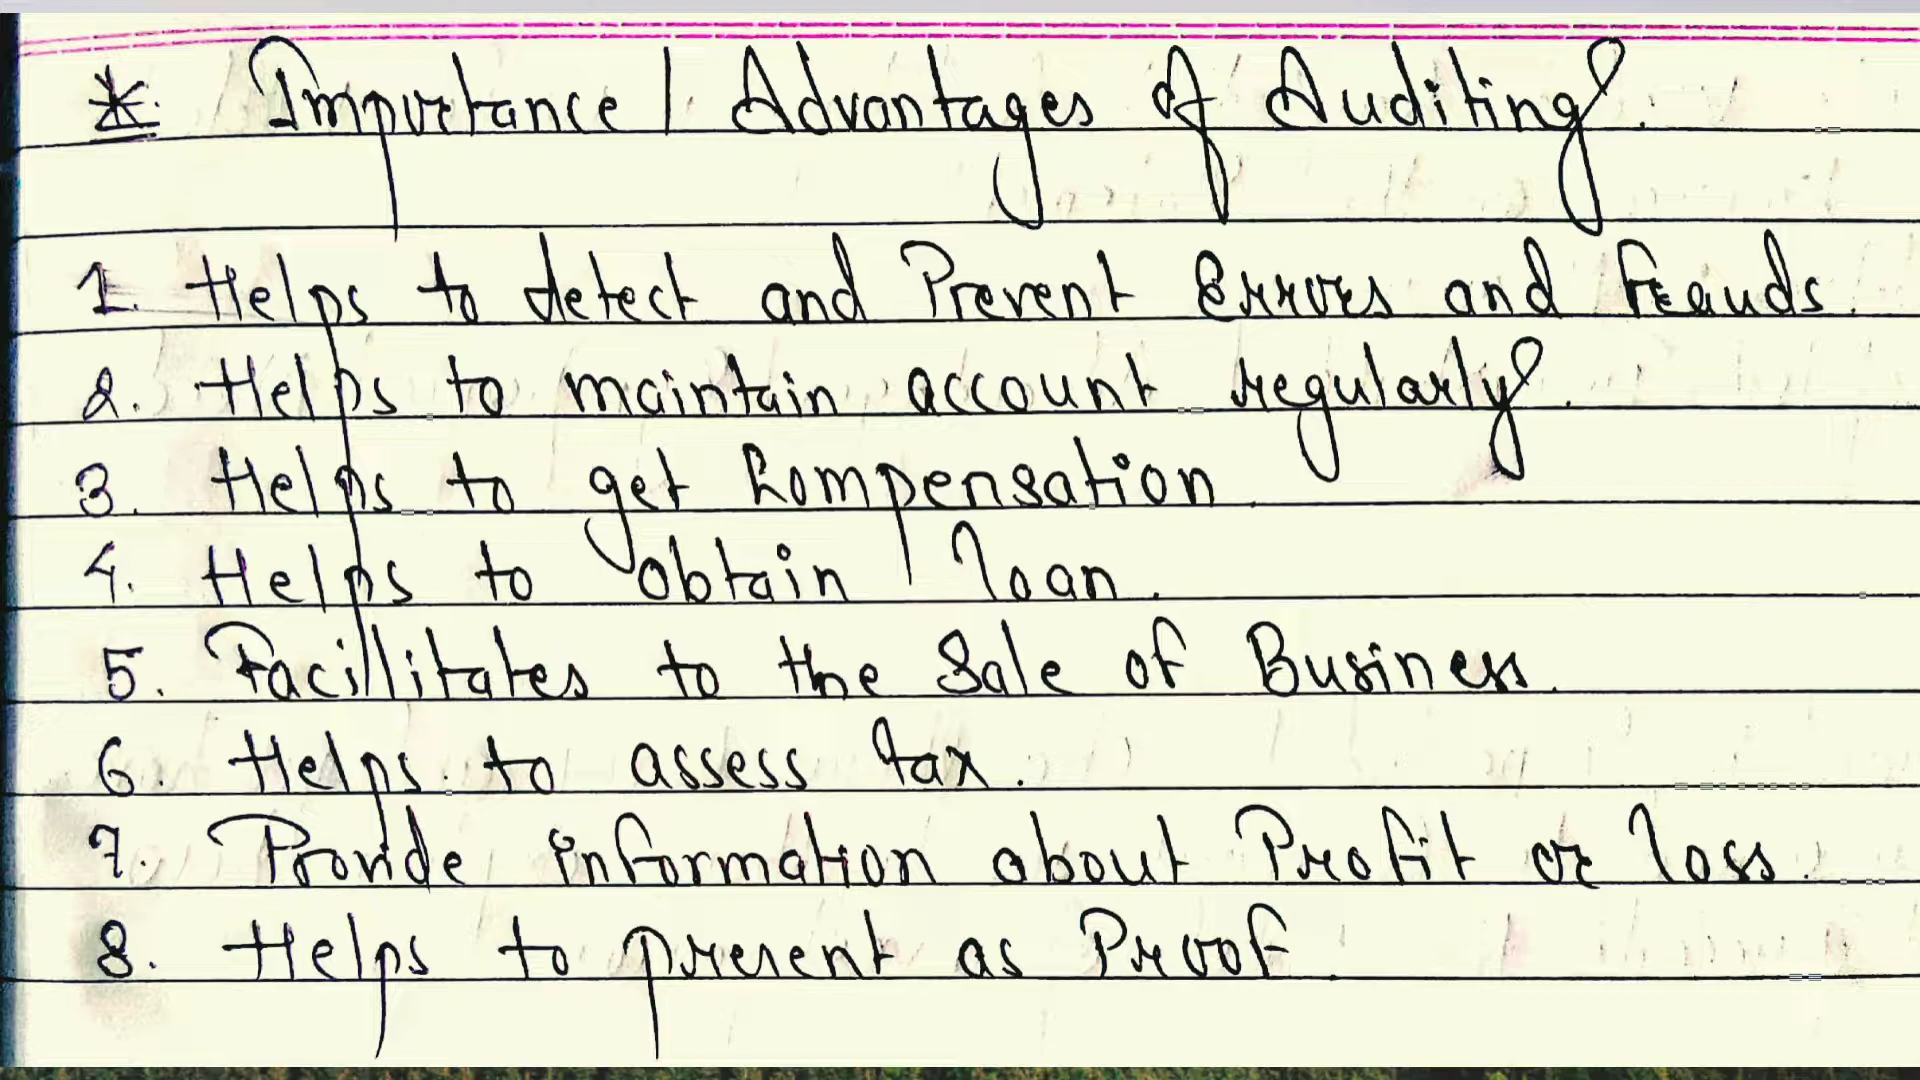 * Importance | Advantages of Auditing.
1. Helps to detect and Prevent Errors and Frauds.
2. Helps to maintain account regularly.
3. Helps to get Compensation.
4. Helps to obtain loan.
5. Facillitates to the Sale of Business.
6. Helps to assess tax.
7. Provide information about Profit or loss.
8. Helps to present as Proof.